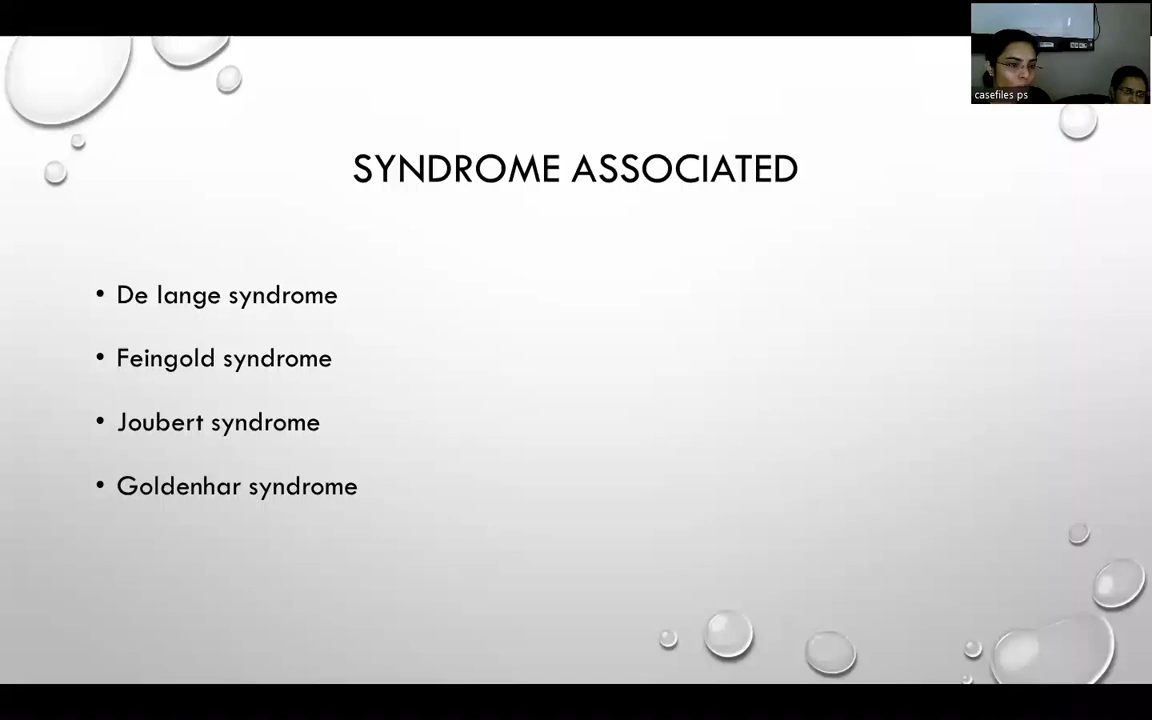 casefiles ps
SYNDROME ASSOCIATED
• De lange syndrome
• Feingold syndrome
• Joubert syndrome
• Goldenhar syndrome